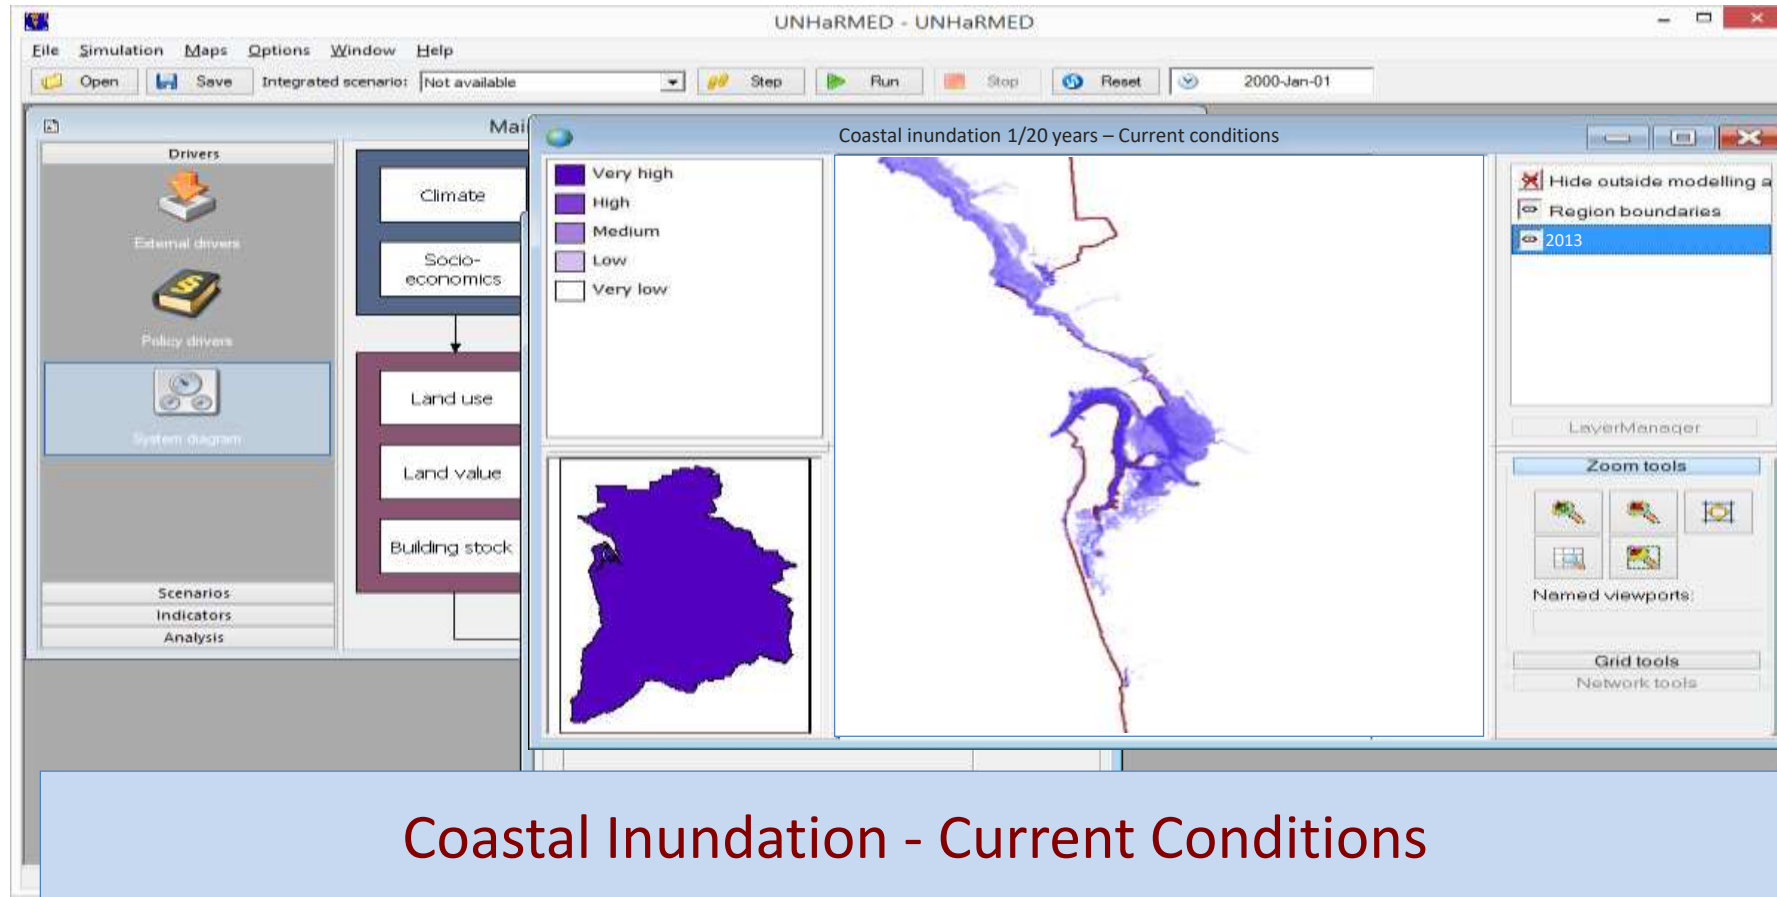 UNHaRMED - UNHaRMED
File Simulation Maps Options Window Help
Open Save Integrated scenario: Not available Step Run Stop Reset 2000-Jan-01
Mai
Drivers
External drivers
Policy drivers
System diagram
Scenarios
Indicators
Analysis
Climate
Socio-
economics
Land use
Land value
Building stock
Coastal inundation 1/20 years – Current conditions
Very high
High
Medium
Low
Very low
Hide outside modelling a
Region boundaries
2013
LayerManager
Zoom tools
Named viewports:
Grid tools
Network tools
Coastal Inundation - Current Conditions